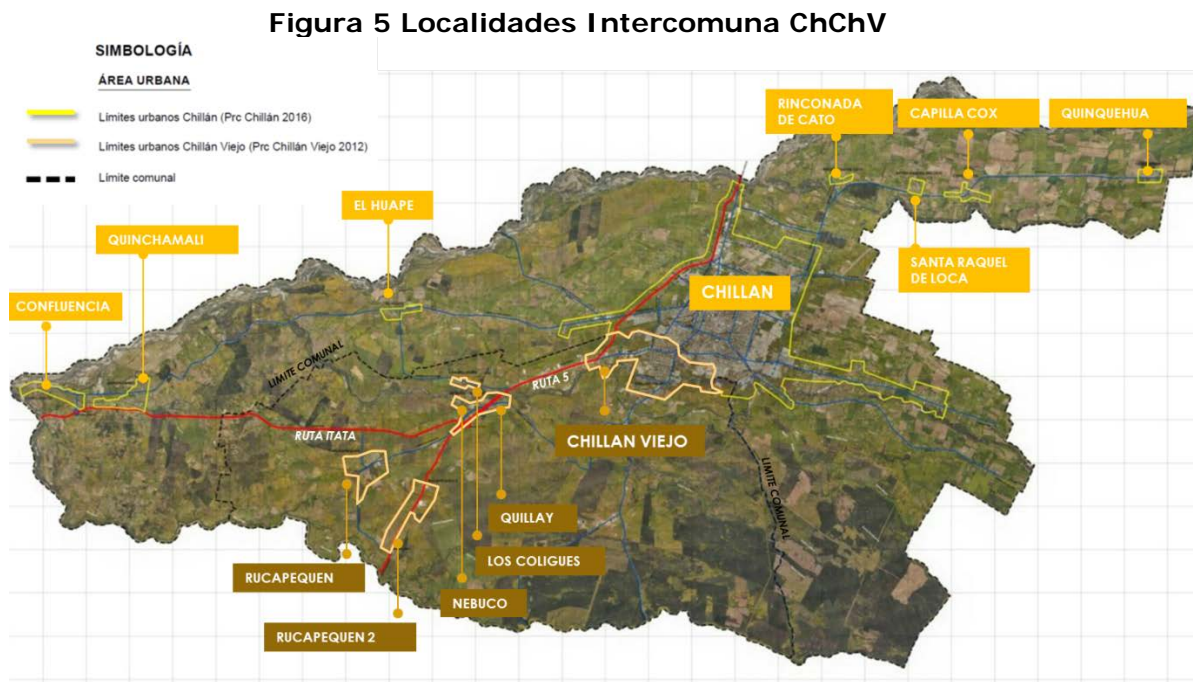 Figura 5 Localidades Intercomuna ChChV
SIMBOLOGÍA
ÁREA URBANA
Límites urbanos Chillán (Prc Chillán 2016)
Límites urbanos Chillán Viejo (Prc Chillán Viejo 2012)
Límite comunal
RINCONADA
DE CATO
CAPILLA COX
QUINQUEHUA
EL HUAPE
QUINCHAMALI
SANTA RAQUEL
DE LOCA
CONFLUENCIA
CHILLAN
LIMITE COMUNAL
RUTA 5
RUTA ITATA
CHILLAN VIEJO
LIMITE COMUNAL
QUILLAY
LOS COLIGUES
RUCAPEQUEN
NEBUCO
RUCAPEQUEN 2